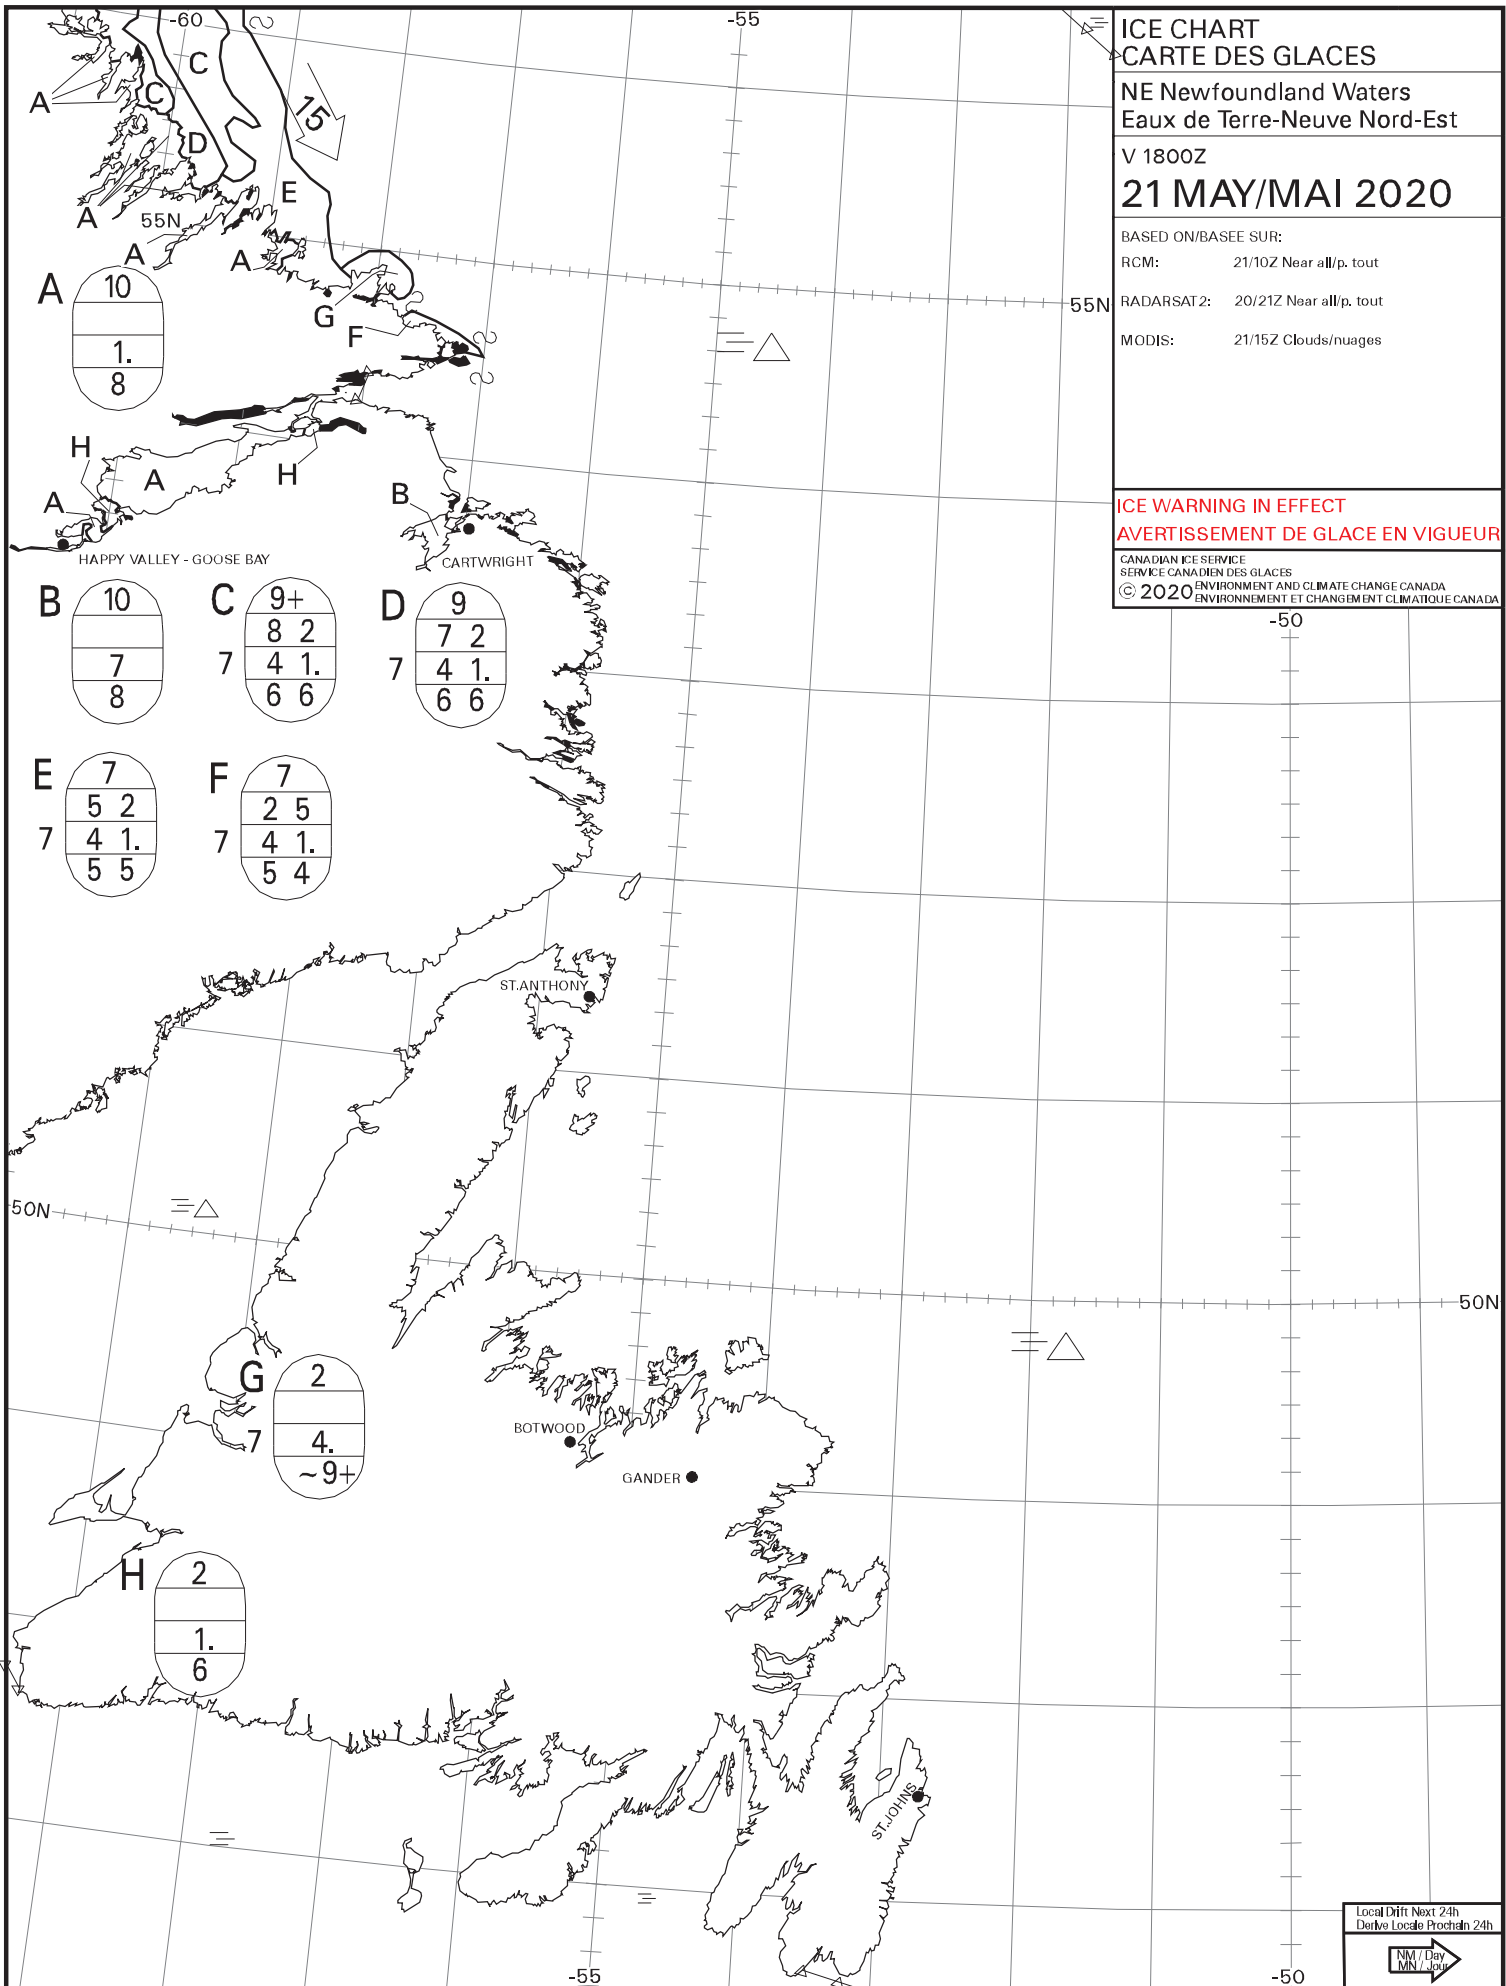 -60
-55
ICE CHART
CARTE DES GLACES
NE Newfoundland Waters
Eaux de Terre-Neuve Nord-Est
V 1800Z
21 MAY/MAI 2020
BASED ON/BASEE SUR:
RCM: 21/10Z Near all/p. tout
RADARSAT2: 20/21Z Near all/p. tout
MODIS: 21/15Z Clouds/nuages
ICE WARNING IN EFFECT
AVERTISSEMENT DE GLACE EN VIGUEUR
CANADIAN ICE SERVICE
SERVICE CANADIEN DES GLACES
© 2020 ENVIRONMENT AND CLIMATE CHANGE CANADA
ENVIRONNEMENT ET CHANGEMENT CLIMATIQUE CANADA
C
C
A
15
D
E
A
55N
A
A
G
F
55N
A
10
1.
8
H
A
H
A
B
HAPPY VALLEY - GOOSE BAY
CARTWRIGHT
B
10
7
8
C
9+
8 2
7 4 1.
6 6
D
9
7 2
7 4 1.
6 6
-50
E
7
5 2
7 4 1.
5 5
F
7
2 5
7 4 1.
5 4
ST.ANTHONY
50N
50N
G
2
7 4.
~9+
BOTWOOD
GANDER
H
2
1.
6
ST.JOHNS
-55
-50
Local Drift Next 24h
Derive Locale Prochain 24h
NM / Day
MN / Jour